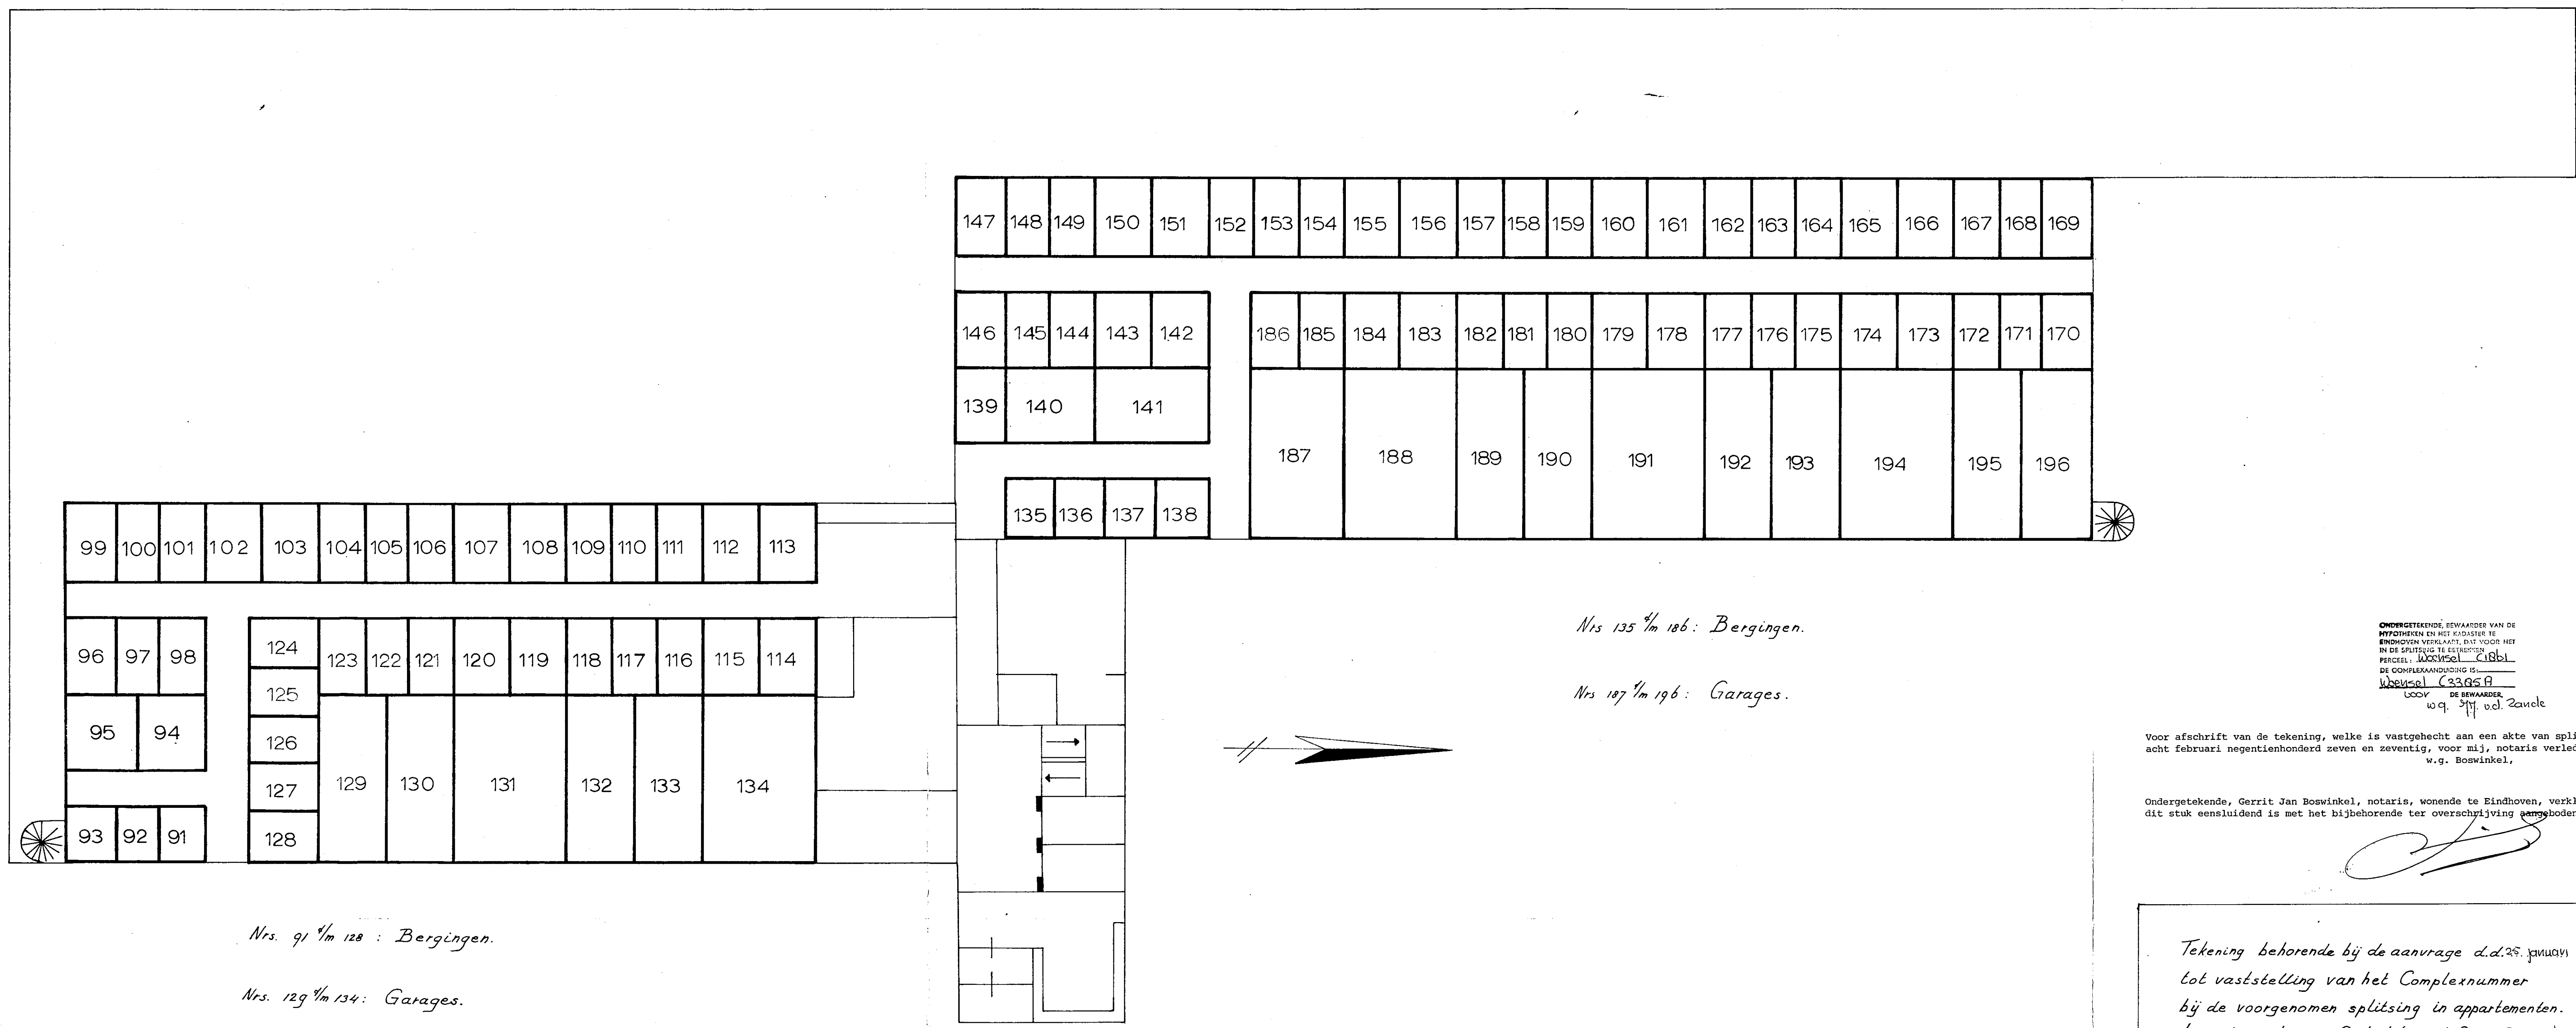 147 148 149 150 151 152 153 154 155 156 157 158 159 160 161 162 163 164 165 166 167 168 169
146 145 144 143 142 186 185 184 183 182 181 180 179 178 177 176 175 174 173 172 171 170
139 140 141
187 188 189 190 191 192 193 194 195 196
135 136 137 138
99 100 101 102 103 104 105 106 107 108 109 110 111 112 113
96 97 98 124 123 122 121 120 119 118 117 116 115 114
125
95 94 126
127 129 130 131 132 133 134
93 92 91 128
Nrs 135 t/m 186: Bergingen.
Nrs 187 t/m 196: Garages.
Nrs. 91 t/m 128 : Bergingen.
Nrs. 129 t/m 134: Garages.
ONDERGETEKENDE, BEWAARDER VAN DE
HYPOTHEKEN EN HET KADASTER TE
EINDHOVEN VERKLAART, DAT VOOR HET
IN DE SPLITSING TE BETREKKEN
PERCEEL: Woensel C1861
DE COMPLEXAANDUIDING IS:
Woensel C3385A
voor DE BEWAARDER,
w.g. v.d. Zande
Voor afschrift van de tekening, welke is vastgehecht aan een akte van spli
acht februari negentienhonderd zeven en zeventig, voor mij, notaris verled
w.g. Boswinkel,
Ondergetekende, Gerrit Jan Boswinkel, notaris, wonende te Eindhoven, verkl
dit stuk eensluidend is met het bijbehorende ter overschrijving aangeboden
Tekening behorende bij de aanvrage d.d. 25. januari
tot vaststelling van het Complexnummer
bij de voorgenomen splitsing in appartementen.